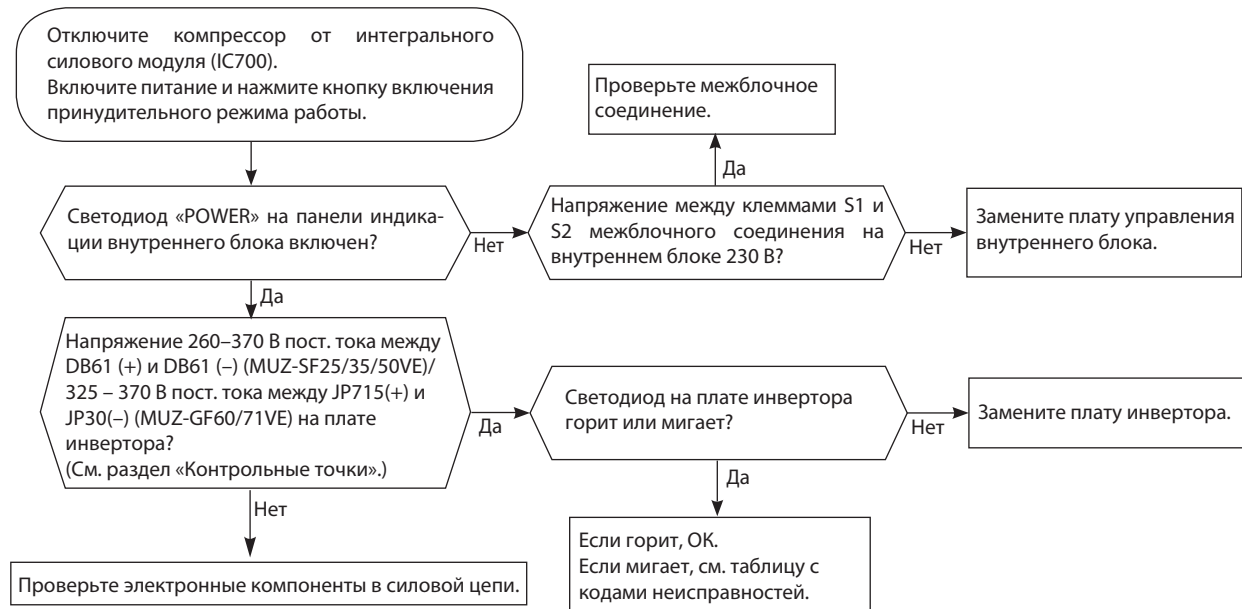 Отключите компрессор от интегрального
силового модуля (IC700).
Включите питание и нажмите кнопку включения
принудительного режима работы.
Проверьте межблочное
соединение.
Да
Светодиод «POWER» на панели индика-
ции внутреннего блока включен?
Нет
Напряжение между клеммами S1 и
S2 межблочного соединения на
внутреннем блоке 230 В?
Нет
Замените плату управления
внутреннего блока.
Да
Напряжение 260–370 В пост. тока между
DB61 (+) и DB61 (–) (MUZ-SF25/35/50VE)/
325 – 370 В пост. тока между JP715(+) и
JP30(–) (MUZ-GF60/71VE) на плате
инвертора?
(См. раздел «Контрольные точки».)
Да
Светодиод на плате инвертора
горит или мигает?
Нет
Замените плату инвертора.
Нет
Да
Проверьте электронные компоненты в силовой цепи.
Если горит, OK.
Если мигает, см. таблицу с
кодами неисправностей.